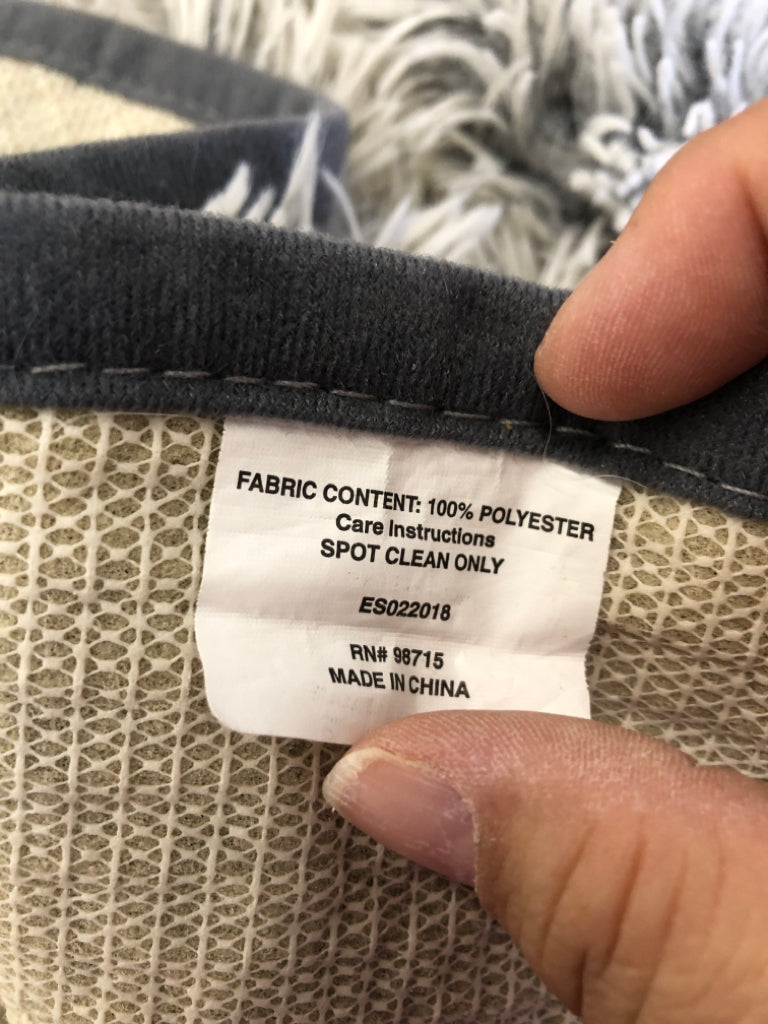 FABRIC CONTENT: 100% POLYESTER
Care Instructions
SPOT CLEAN ONLY
ES022018
RN# 98715
MADE IN CHINA